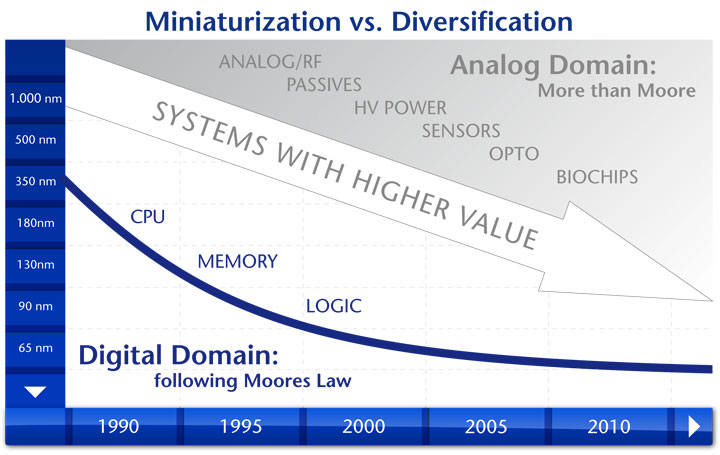 Miniaturization vs. Diversification
ANALOG/RF
PASSIVES
HV POWER
SENSORS
OPTO
BIOCHIPS
Analog Domain:
More than Moore
SYSTEMS WITH HIGHER VALUE
1.000 nm
500 nm
350 nm
180nm
130nm
90 nm
65 nm
CPU
MEMORY
LOGIC
Digital Domain:
following Moores Law
1990
1995
2000
2005
2010